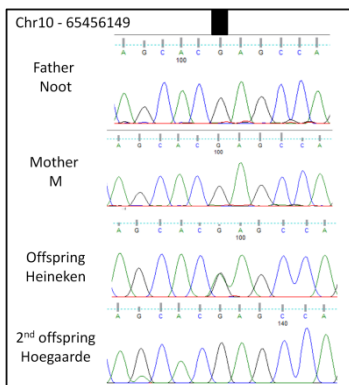 Chr10 - 65456149
A G C A C G A G C C A
100
Father
Noot
A G C A C G A G C C A
100
Mother
M
A G C A C G A G C C A
100
Offspring
Heineken
A G C A C G A G C C A
140
2nd offspring
Hoegaarde